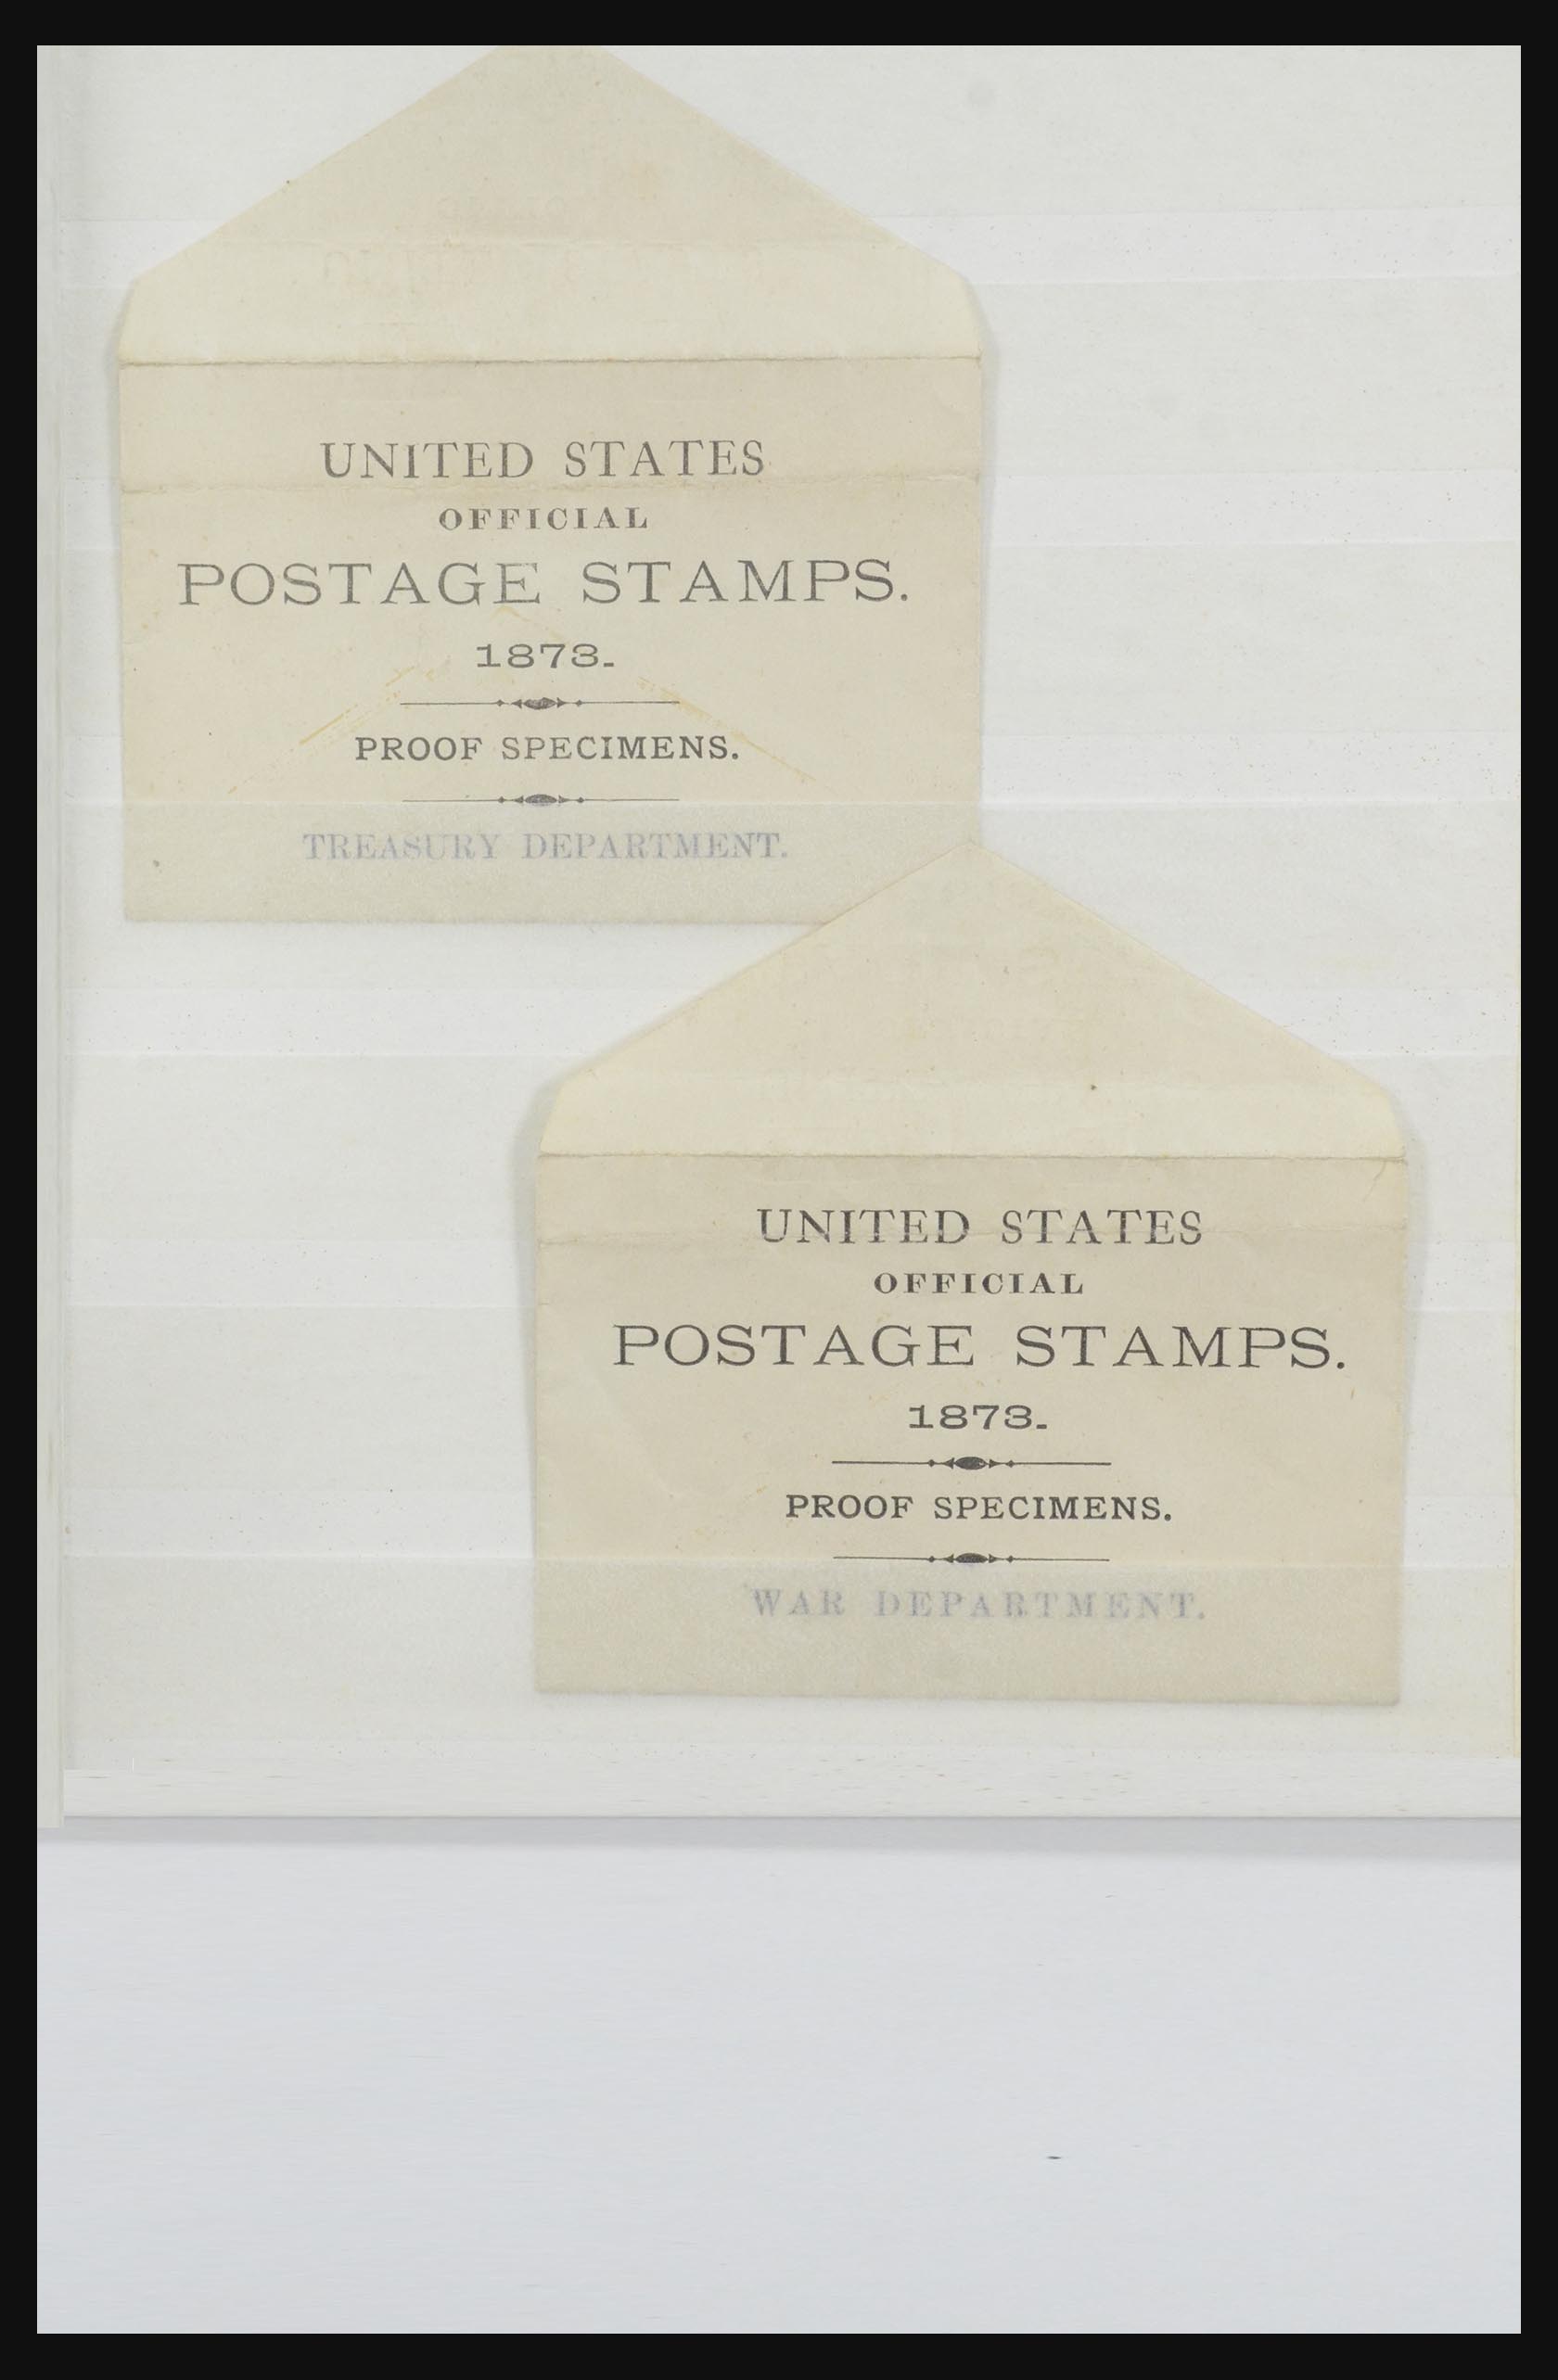 UNITED STATES
OFFICIAL
POSTAGE STAMPS.
1873.
PROOF SPECIMENS.
TREASURY DEPARTMENT.
UNITED STATES
OFFICIAL
POSTAGE STAMPS.
1873.
PROOF SPECIMENS.
WAR DEPARTMENT.